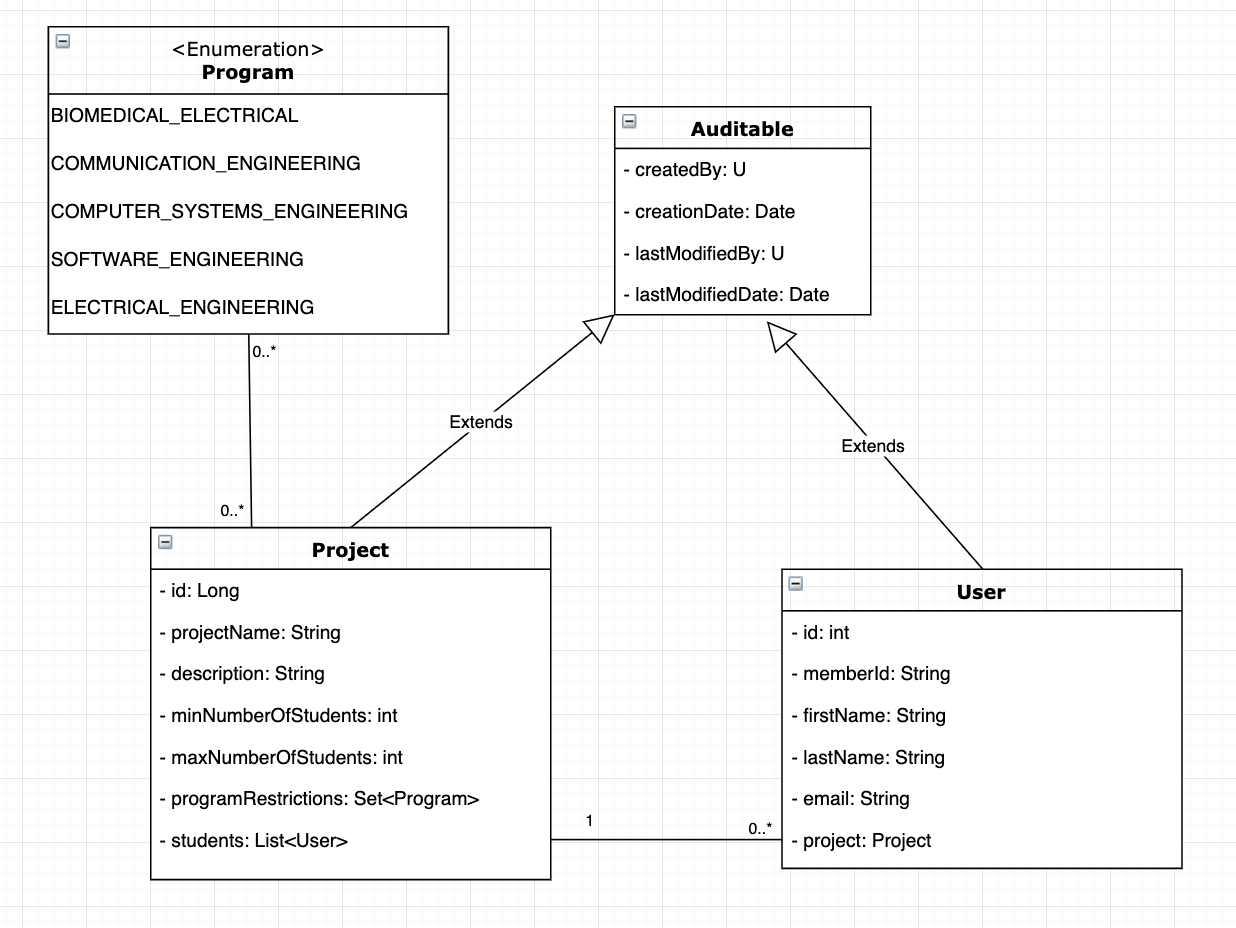 <Enumeration>
Program
BIOMEDICAL_ELECTRICAL
COMMUNICATION_ENGINEERING
COMPUTER_SYSTEMS_ENGINEERING
SOFTWARE_ENGINEERING
ELECTRICAL_ENGINEERING
Auditable
- createdBy: U
- creationDate: Date
- lastModifiedBy: U
- lastModifiedDate: Date
0..*
Extends
Extends
0..*
Project
- id: Long
- projectName: String
- description: String
- minNumberOfStudents: int
- maxNumberOfStudents: int
- programRestrictions: Set<Program>
- students: List<User>
1
0..*
User
- id: int
- memberId: String
- firstName: String
- lastName: String
- email: String
- project: Project